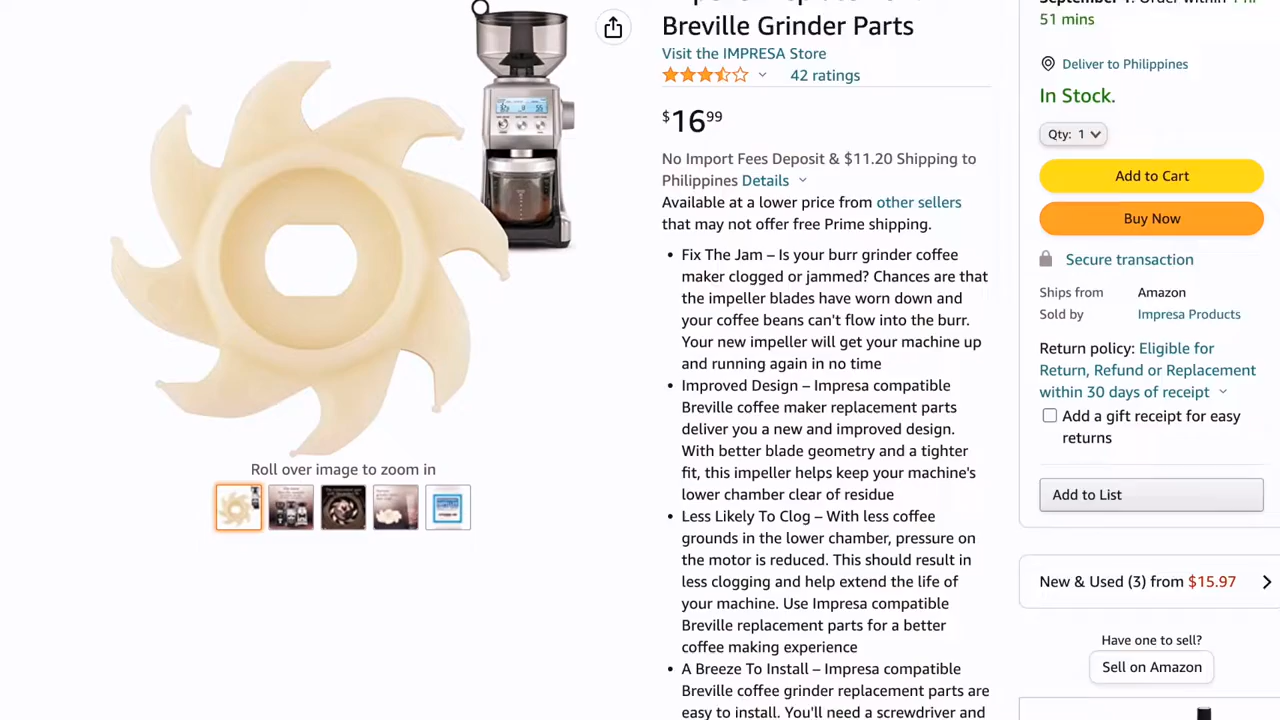 Breville Grinder Parts
Visit the IMPRESA Store
42 ratings
$16 99
No Import Fees Deposit & $11.20 Shipping to
Philippines Details
Available at a lower price from other sellers
that may not offer free Prime shipping.
• Fix The Jam – Is your burr grinder coffee
maker clogged or jammed? Chances are that
the impeller blades have worn down and
your coffee beans can't flow into the burr.
Your new impeller will get your machine up
and running again in no time
• Improved Design – Impresa compatible
Breville coffee maker replacement parts
deliver you a new and improved design.
With better blade geometry and a tighter
fit, this impeller helps keep your machine's
lower chamber clear of residue
• Less Likely To Clog – With less coffee
grounds in the lower chamber, pressure on
the motor is reduced. This should result in
less clogging and help extend the life of
your machine. Use Impresa compatible
Breville replacement parts for a better
coffee making experience
• A Breeze To Install – Impresa compatible
Breville coffee grinder replacement parts are
easy to install. You'll need a screwdriver and
Roll over image to zoom in
51 mins
Deliver to Philippines
In Stock.
Qty: 1
Add to Cart
Buy Now
Secure transaction
Ships from Amazon
Sold by Impresa Products
Return policy: Eligible for
Return, Refund or Replacement
within 30 days of receipt
Add a gift receipt for easy
returns
Add to List
New & Used (3) from $15.97
Have one to sell?
Sell on Amazon